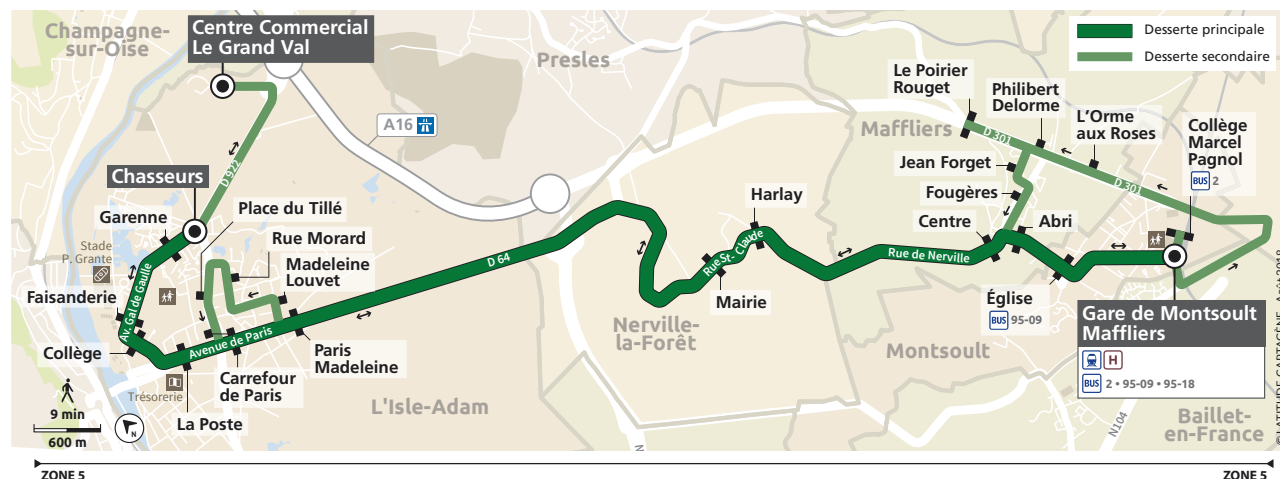 Champagne-
sur-Oise
Centre Commercial
Le Grand Val
Presles
Desserte principale
Desserte secondaire
A16
Le Poirier
Rouget
Philibert
Delorme
L'Orme
aux Roses
Collège
Marcel
Pagnol
BUS 2
Maffliers
D 301
D 301
Jean Forget
Fougères
Centre
Abri
Chasseurs
D 922
Garenne
Place du Tillé
Rue Morard
Madeleine
Louvet
Stade
P. Grante
Faisanderie
Av. Gal de Gaulle
Collège
Avenue de Paris
D 64
Harlay
Rue St- Claude
Mairie
Rue de Nerville
Église
BUS 95-09
Gare de Montsoult
Maffliers
H
BUS 2 • 95-09 • 95-18
Nerville-
la-Forêt
Montsoult
Paris
Madeleine
Carrefour
de Paris
Trésorerie
La Poste
L'Isle-Adam
9 min
600 m
N
N104
Baillet-
en-France
ZONE 5
ZONE 5